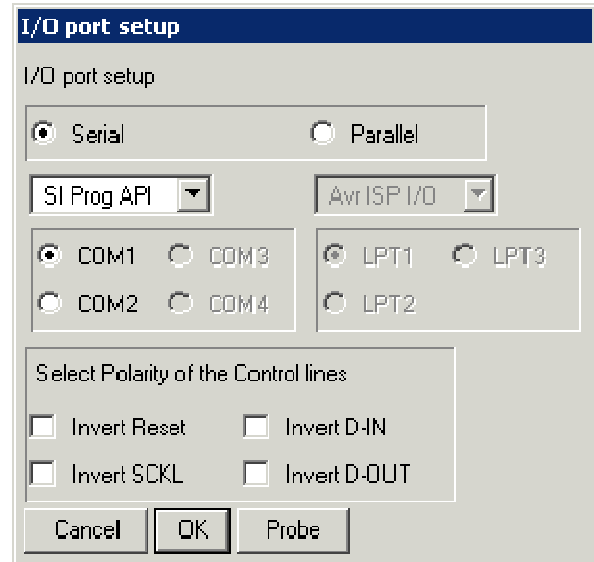 I/O port setup
I/O port setup
Serial Parallel
SI Prog API Avr ISP I/O
COM1 COM3 LPT1 LPT3
COM2 COM4 LPT2
Select Polarity of the Control lines
Invert Reset Invert D-IN
Invert SCKL Invert D-OUT
Cancel OK Probe